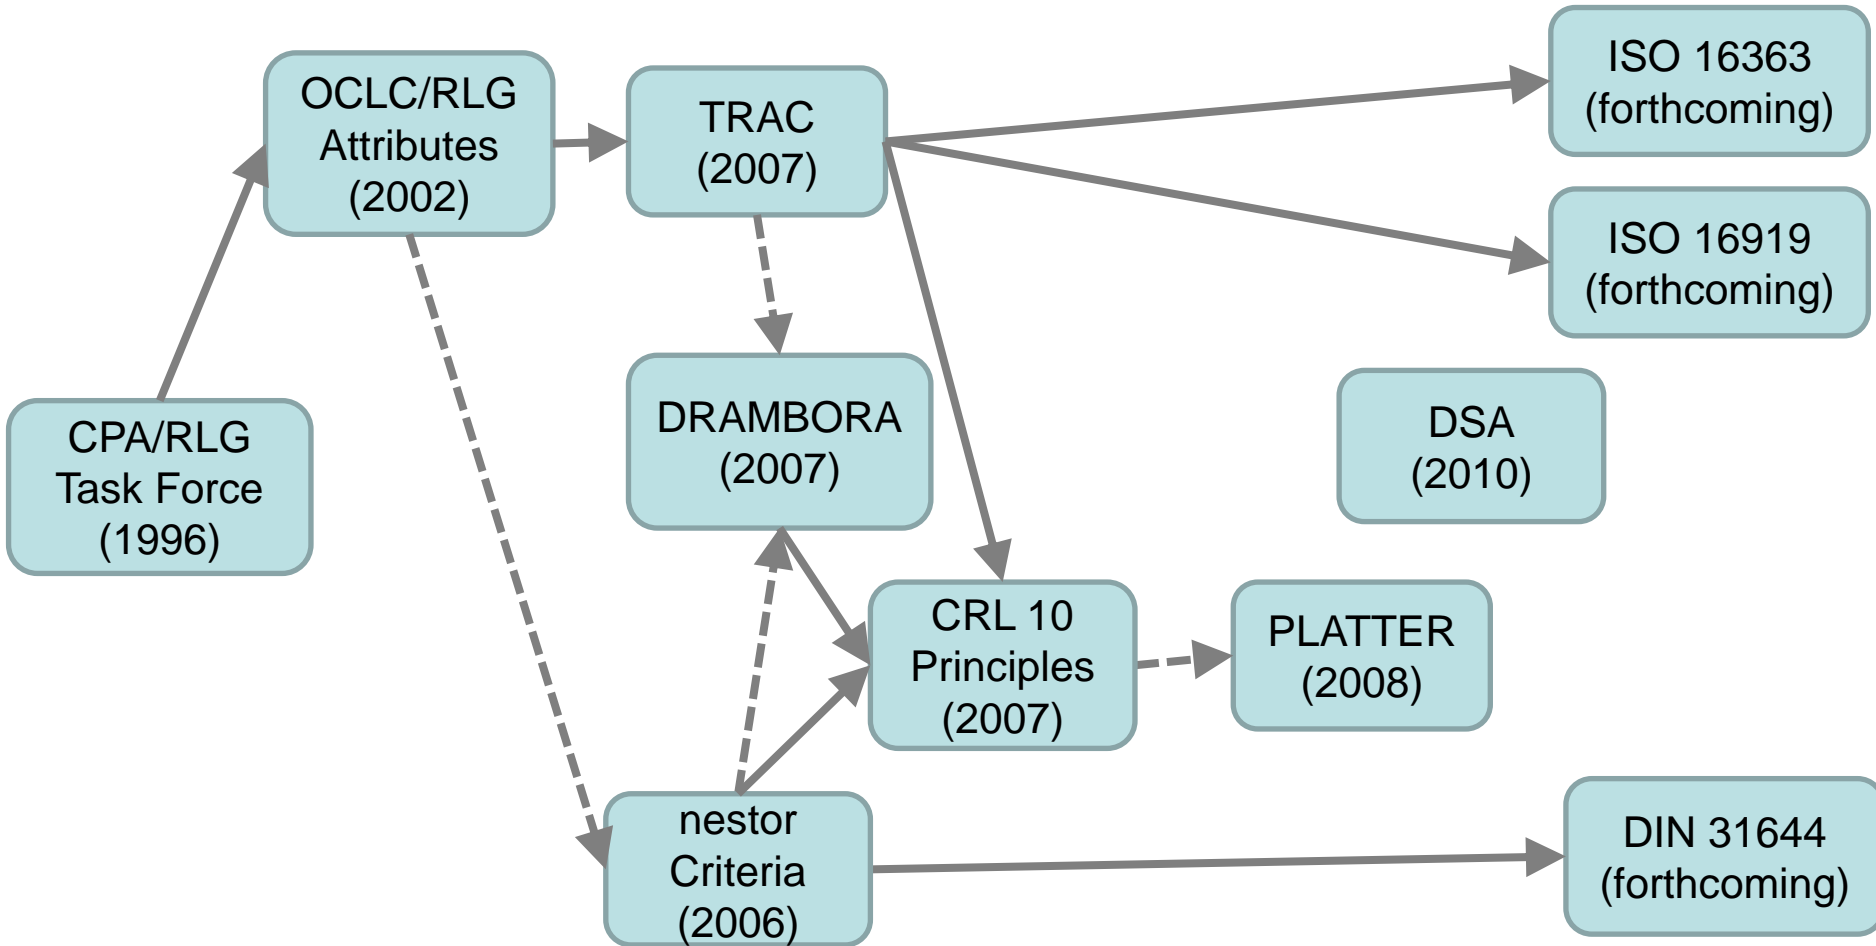 OCLC/RLG
Attributes
(2002)
TRAC
(2007)
ISO 16363
(forthcoming)
ISO 16919
(forthcoming)
CPA/RLG
Task Force
(1996)
DRAMBORA
(2007)
DSA
(2010)
CRL 10
Principles
(2007)
PLATTER
(2008)
nestor
Criteria
(2006)
DIN 31644
(forthcoming)